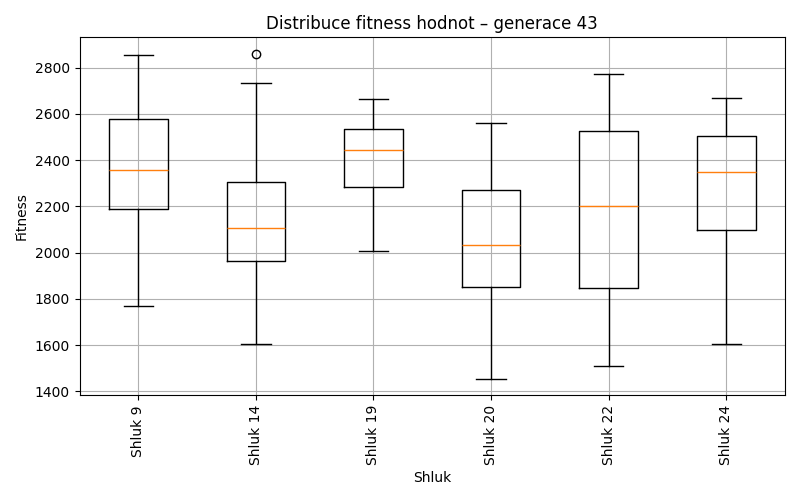 Distribuce fitness hodnot – generace 43
Fitness
2800
2600
2400
2200
2000
1800
1600
1400
Shluk 9
Shluk 14
Shluk 19
Shluk 20
Shluk 22
Shluk 24
Shluk